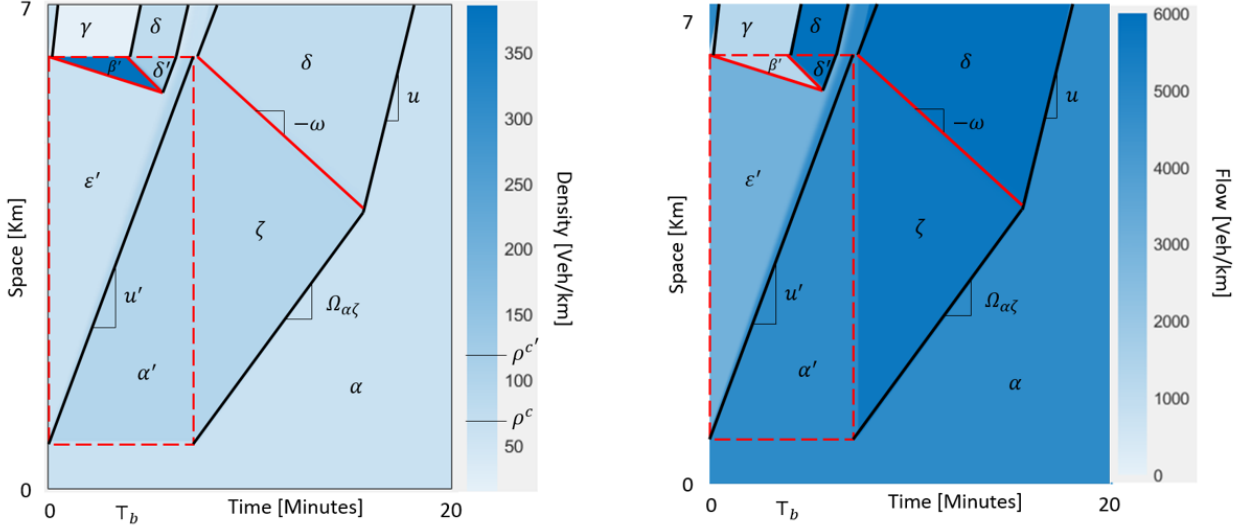 7
γ
δ
β′
δ′
δ
u
−ω
ε′
ζ
u′
Ω_αζ
α′
α
Space [Km]
0
0
T_b
Time [Minutes]
20
350
300
250
200
150
100
50
ρ^c′
ρ^c
Density [Veh/km]
7
γ
δ
β′
δ′
δ
u
−ω
ε′
ζ
u′
Ω_αζ
α′
α
Space [Km]
0
0
T_b
Time [Minutes]
20
6000
5000
4000
3000
2000
1000
0
Flow [Veh/km]